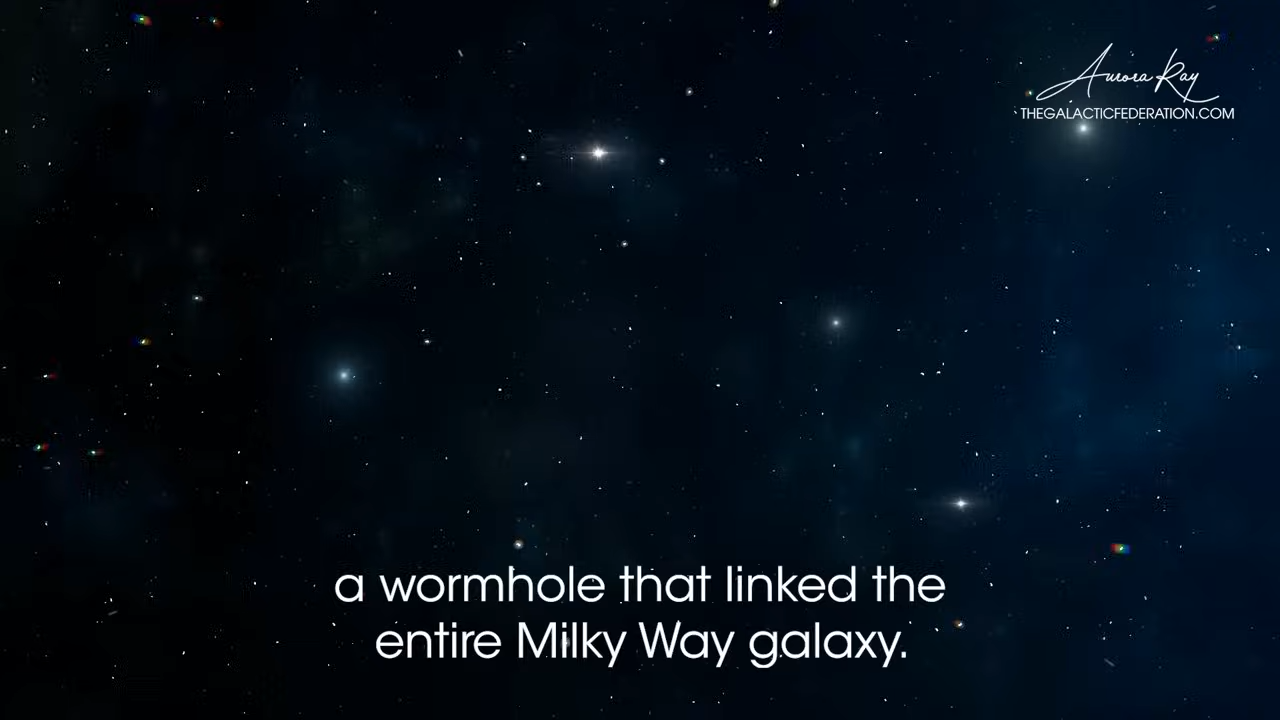 Aurora Ray
THEGALACTICFEDERATION.COM
a wormhole that linked the
entire Milky Way galaxy.